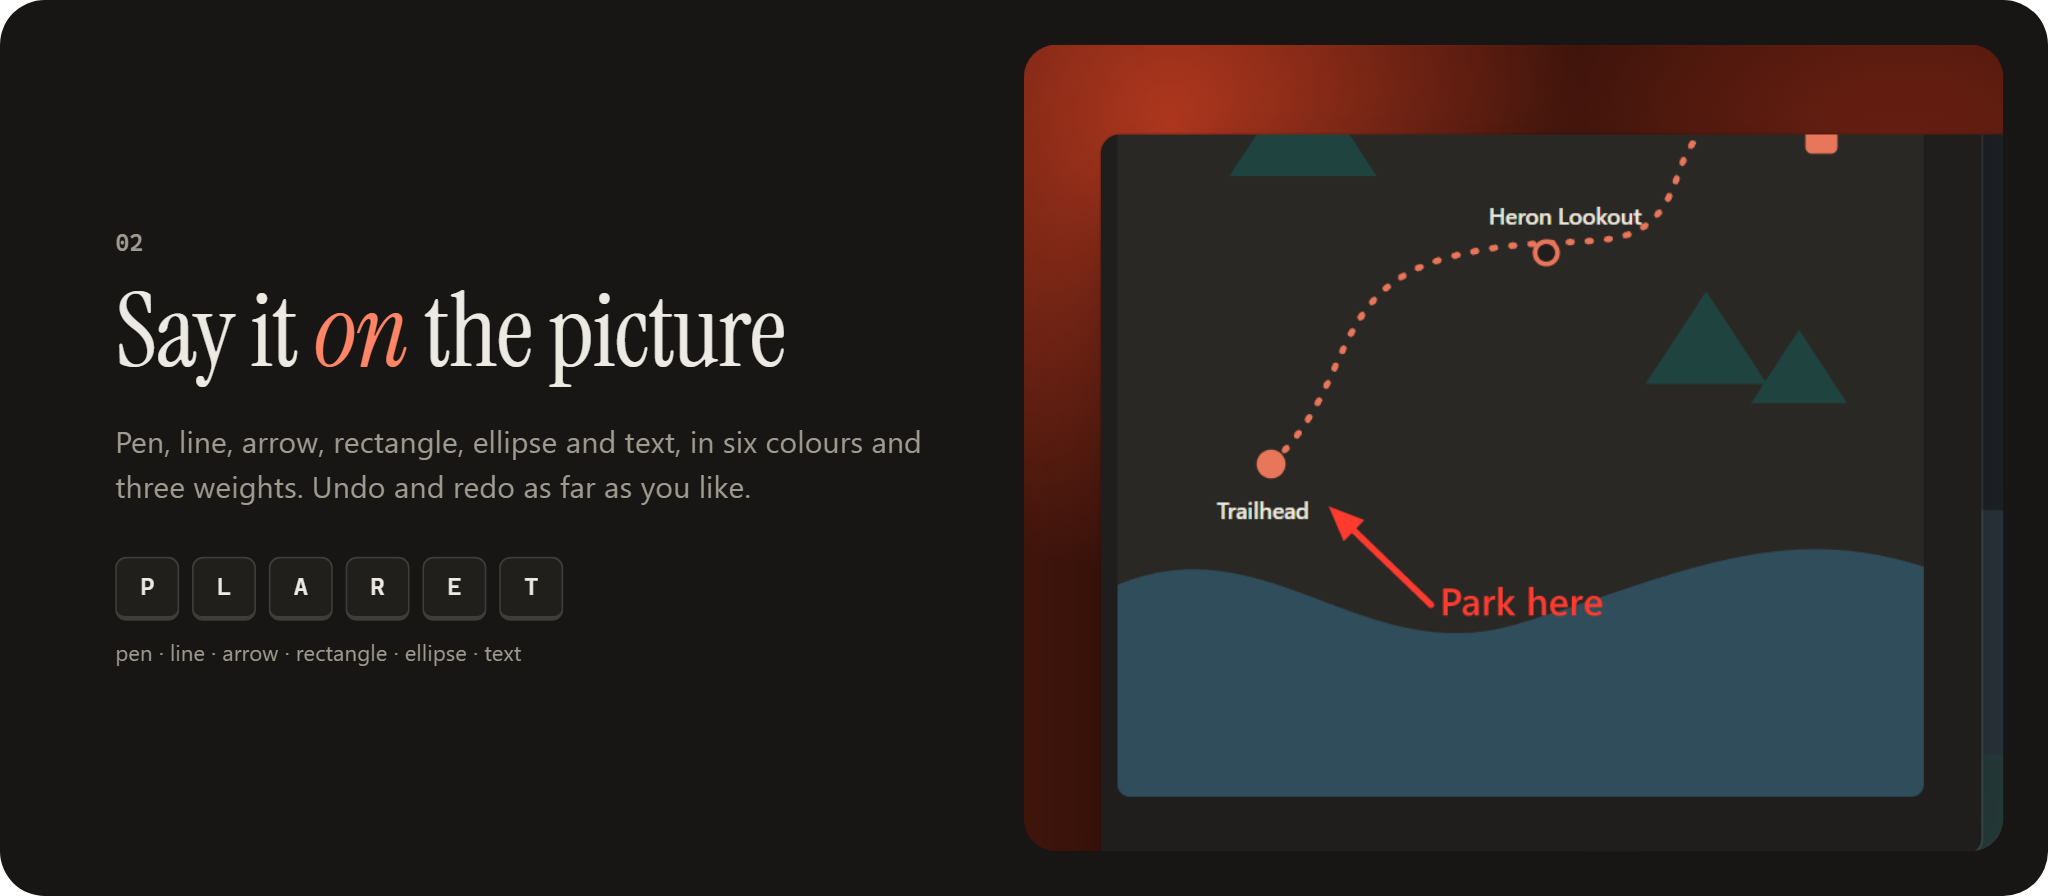 02
Say it on the picture
Pen, line, arrow, rectangle, ellipse and text, in six colours and
three weights. Undo and redo as far as you like.
P L A R E T
pen · line · arrow · rectangle · ellipse · text
Heron Lookout
Trailhead
Park here